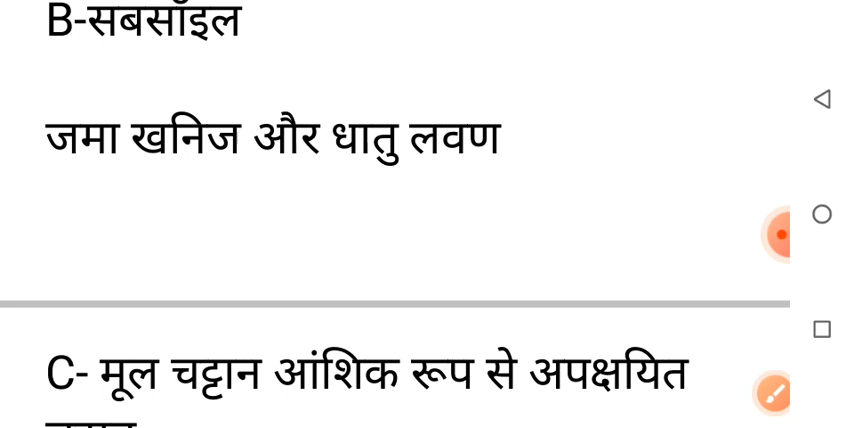 B-सबसॉइल
जमा खनिज और धातु लवण
C- मूल चट्टान आंशिक रूप से अपक्षयित